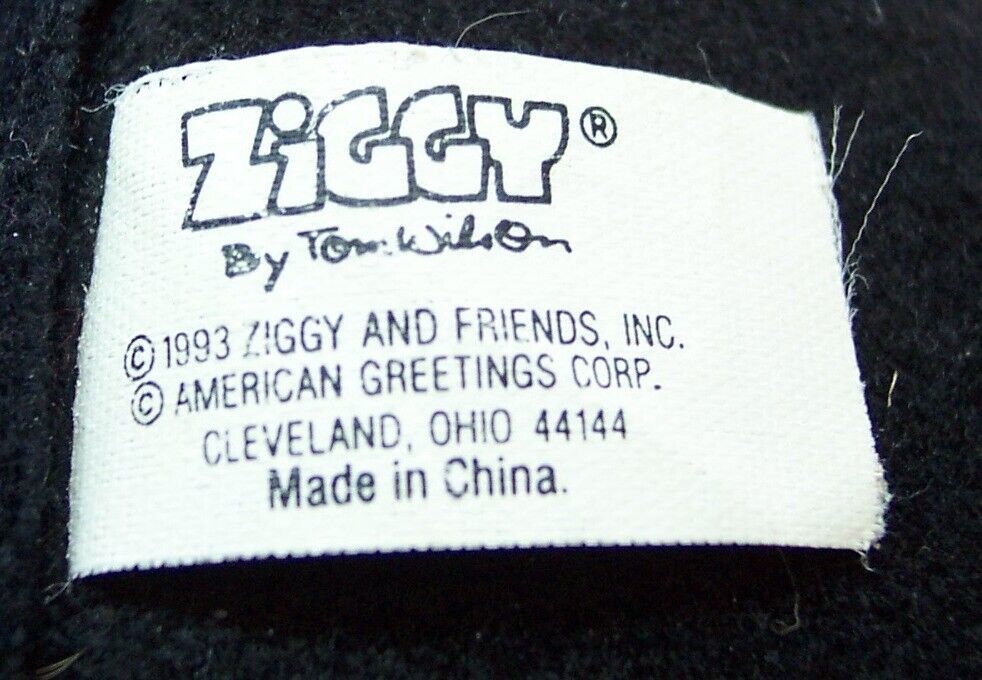 ZiGGY®
By Tom Wilson
© 1993 ZIGGY AND FRIENDS, INC.
© AMERICAN GREETINGS CORP.
CLEVELAND, OHIO 44144
Made in China.